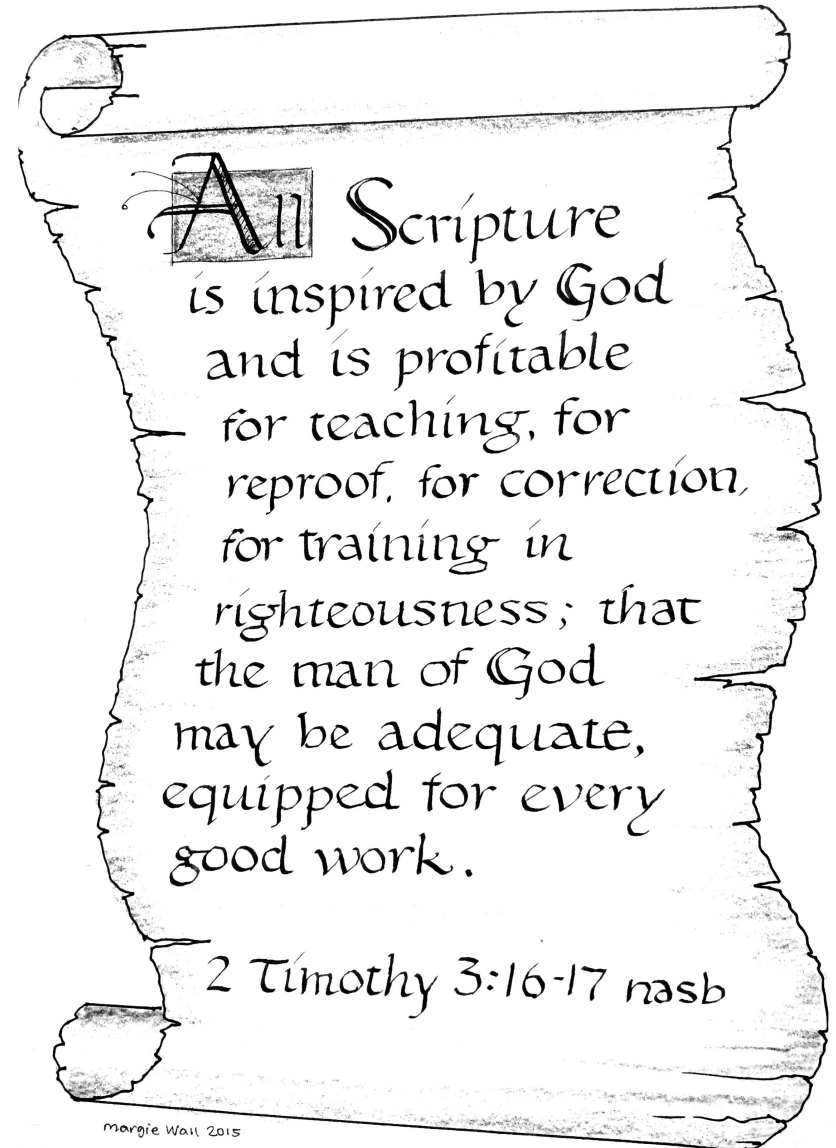 All Scripture
is inspired by God
and is profitable
for teaching, for
reproof, for correction,
for training in
righteousness; that
the man of God
may be adequate,
equipped for every
good work.
2 Timothy 3:16-17 nasb
margie Wall 2015